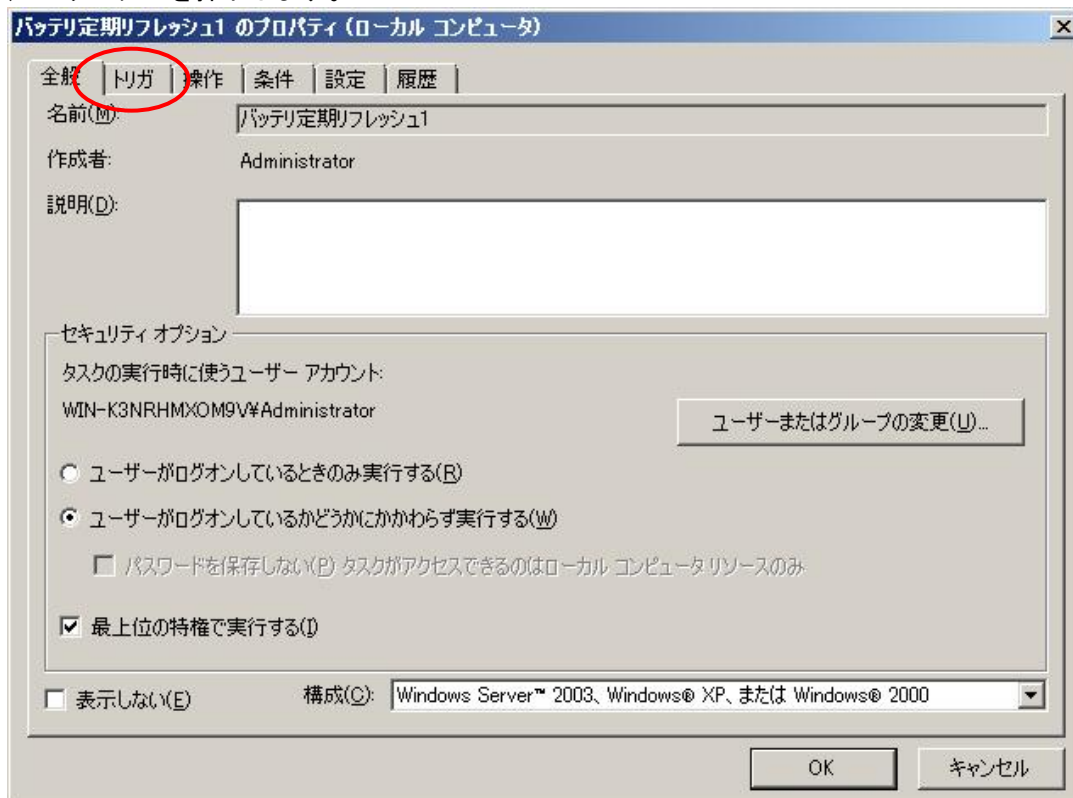 バッテリ定期リフレッシュ1 のプロパティ (ローカル コンピュータ)
全般 トリガ 操作 条件 設定 履歴
名前(M): バッテリ定期リフレッシュ1
作成者: Administrator
説明(D):
セキュリティ オプション
タスクの実行時に使うユーザー アカウント:
WIN-K3NRHMXOM9V¥Administrator
ユーザーまたはグループの変更(U)...
ユーザーがログオンしているときのみ実行する(R)
ユーザーがログオンしているかどうかにかかわらず実行する(W)
パスワードを保存しない(P) タスクがアクセスできるのはローカル コンピュータ リソースのみ
最上位の特権で実行する(I)
表示しない(E) 構成(C): Windows Server™ 2003、Windows® XP、または Windows® 2000
OK キャンセル